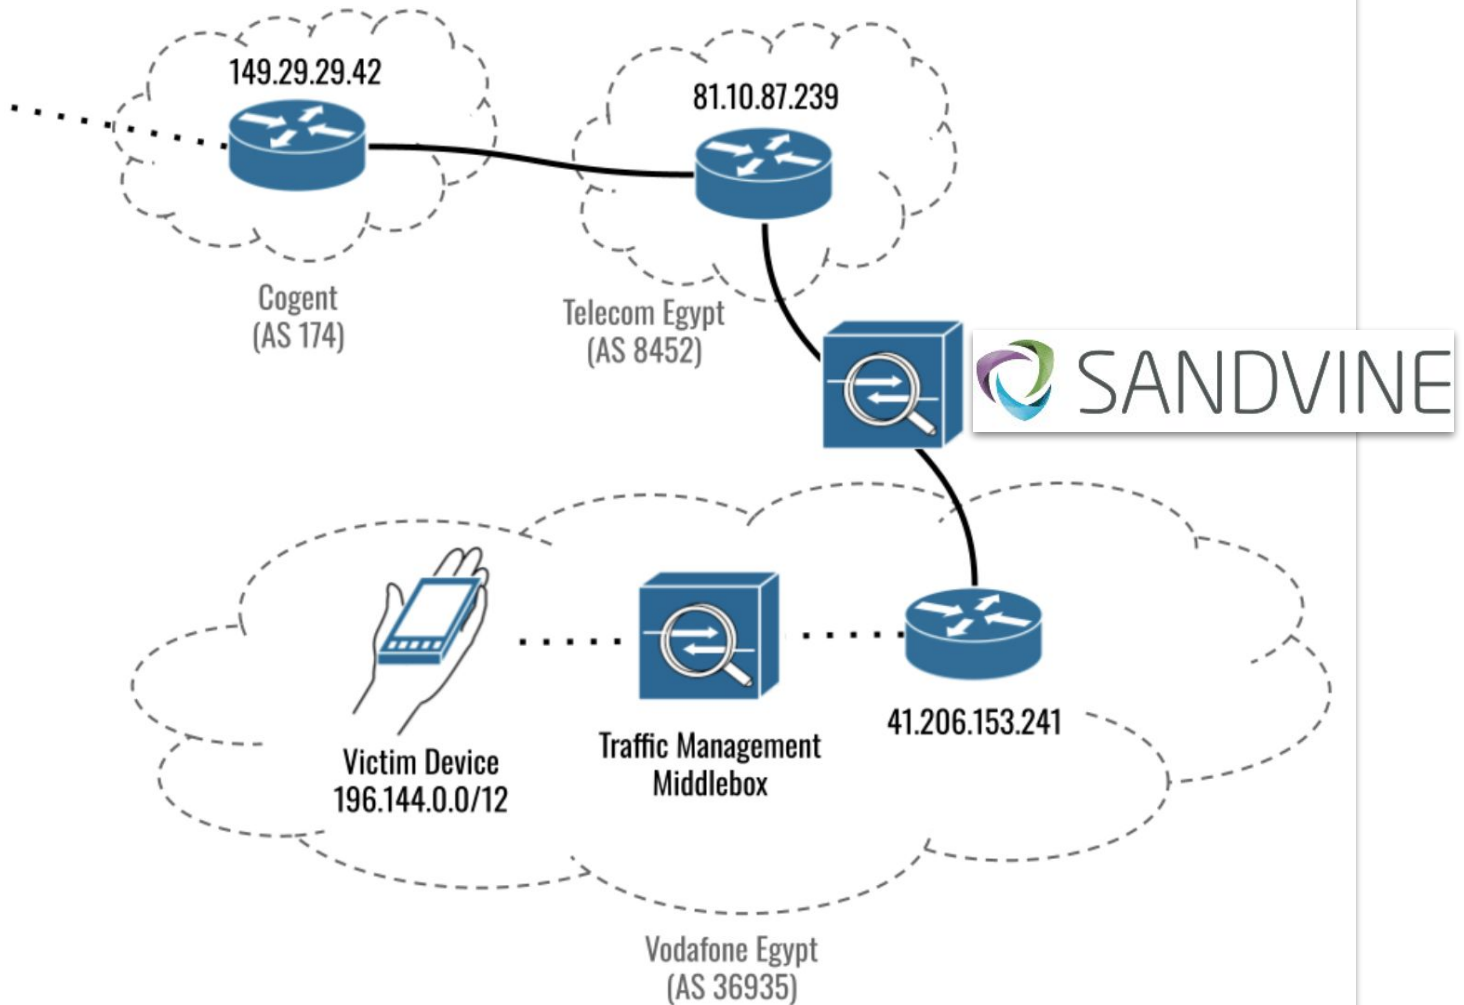 149.29.29.42
81.10.87.239
Cogent
(AS 174)
Telecom Egypt
(AS 8452)
SANDVINE
Victim Device
196.144.0.0/12
Traffic Management
Middlebox
41.206.153.241
Vodafone Egypt
(AS 36935)